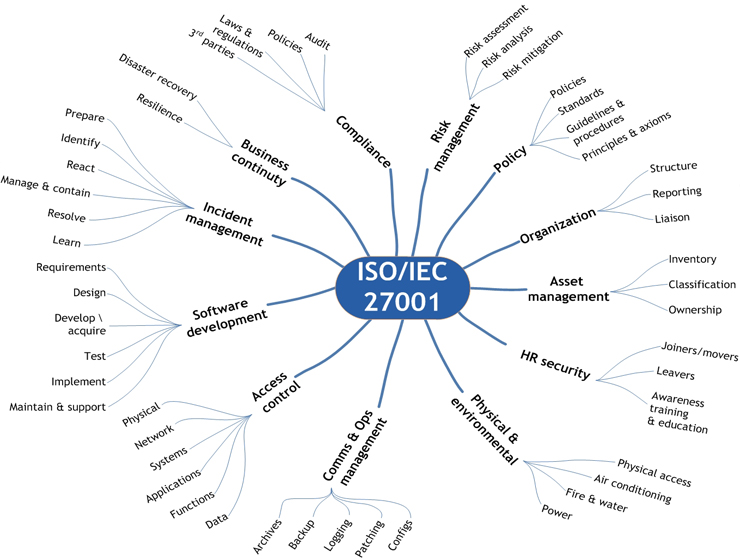 ISO/IEC
27001
Risk
management
Risk assessment
Risk analysis
Risk mitigation
Policy
Policies
Standards
Guidelines &
procedures
Principles & axioms
Organization
Structure
Reporting
Liaison
Asset
management
Inventory
Classification
Ownership
HR security
Joiners/movers
Leavers
Awareness
training
& education
Physical &
environmental
Physical access
Air conditioning
Fire & water
Power
Comms & Ops
management
Configs
Patching
Logging
Backup
Archives
Access
control
Physical
Network
Systems
Applications
Functions
Data
Software
development
Requirements
Design
Develop \
acquire
Test
Implement
Maintain & support
Incident
management
Prepare
Identify
React
Manage & contain
Resolve
Learn
Business
continuty
Disaster recovery
Resilience
Compliance
3rd parties
Laws &
regulations
Policies
Audit